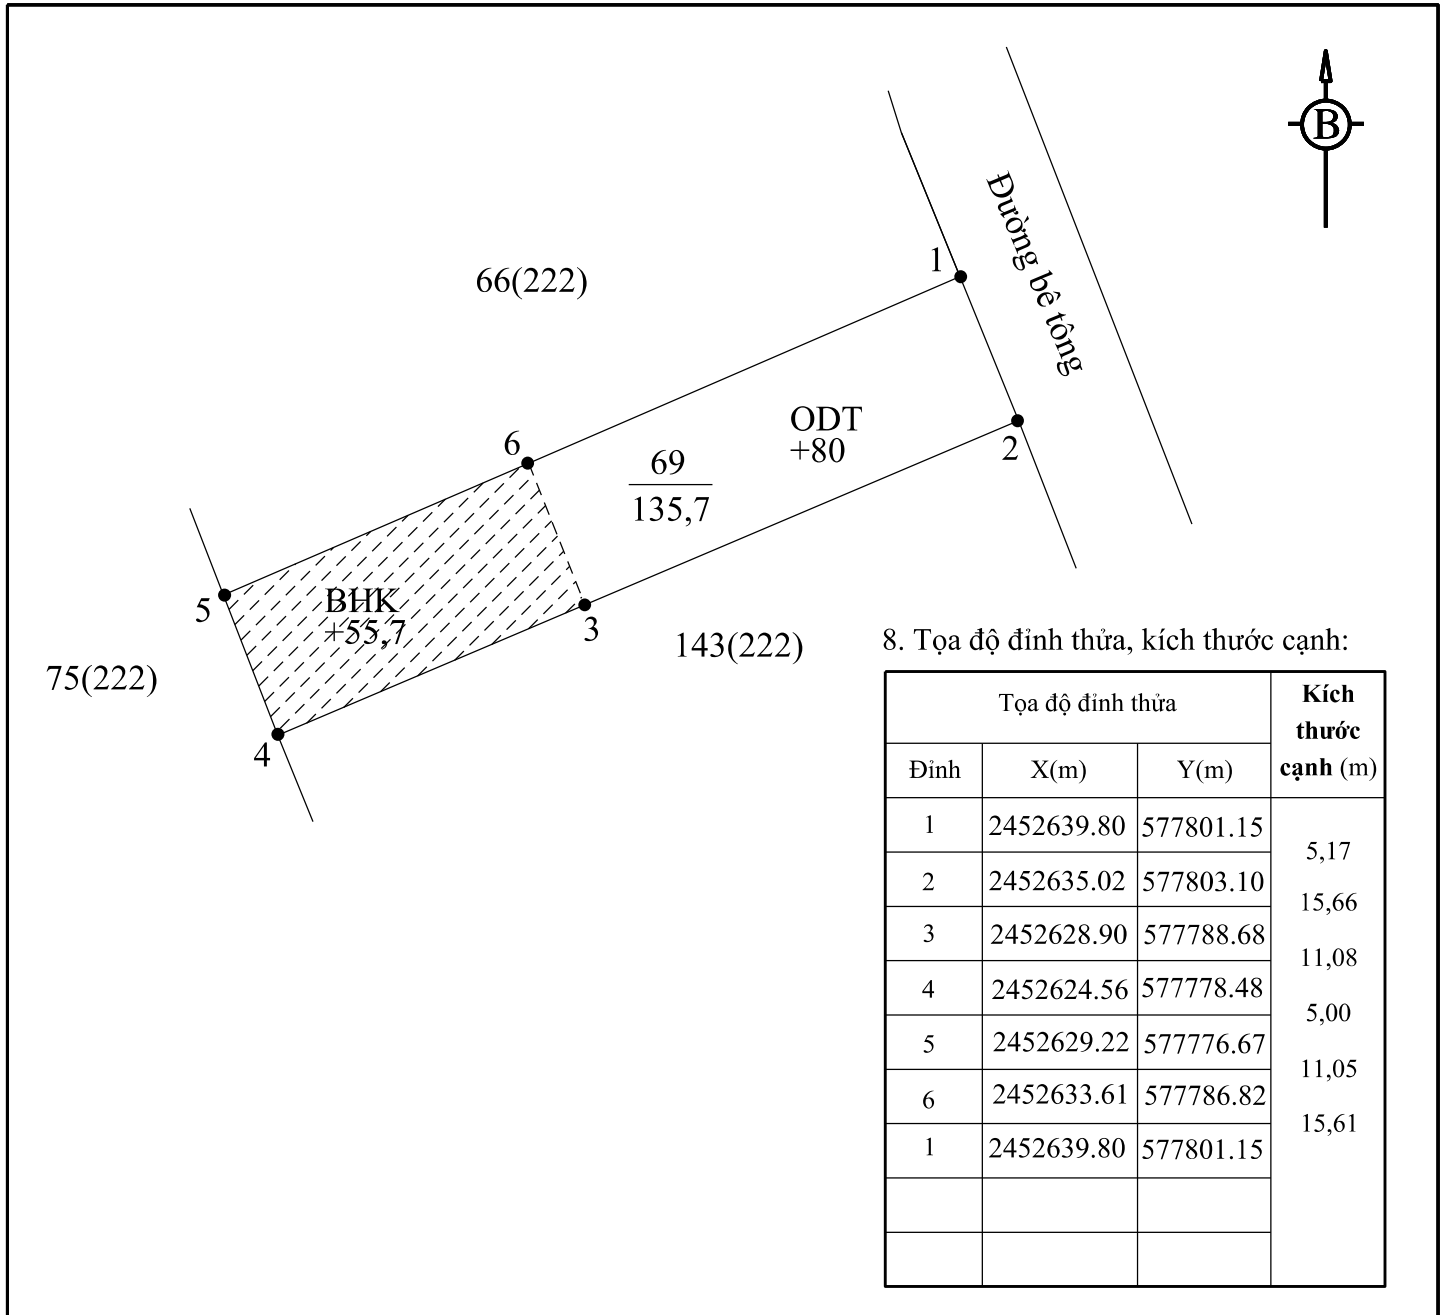 B
Đường bê tông
1
66(222)
ODT
+80
2
6
69
135,7
BHK
+55,7
5
3
143(222)
75(222)
4
8. Tọa độ đỉnh thửa, kích thước cạnh:
Tọa độ đỉnh thửa
Kích
thước
cạnh (m)
Đỉnh X(m) Y(m)
1 2452639.80 577801.15
5,17
2 2452635.02 577803.10
15,66
3 2452628.90 577788.68
11,08
4 2452624.56 577778.48
5,00
5 2452629.22 577776.67
11,05
6 2452633.61 577786.82
15,61
1 2452639.80 577801.15